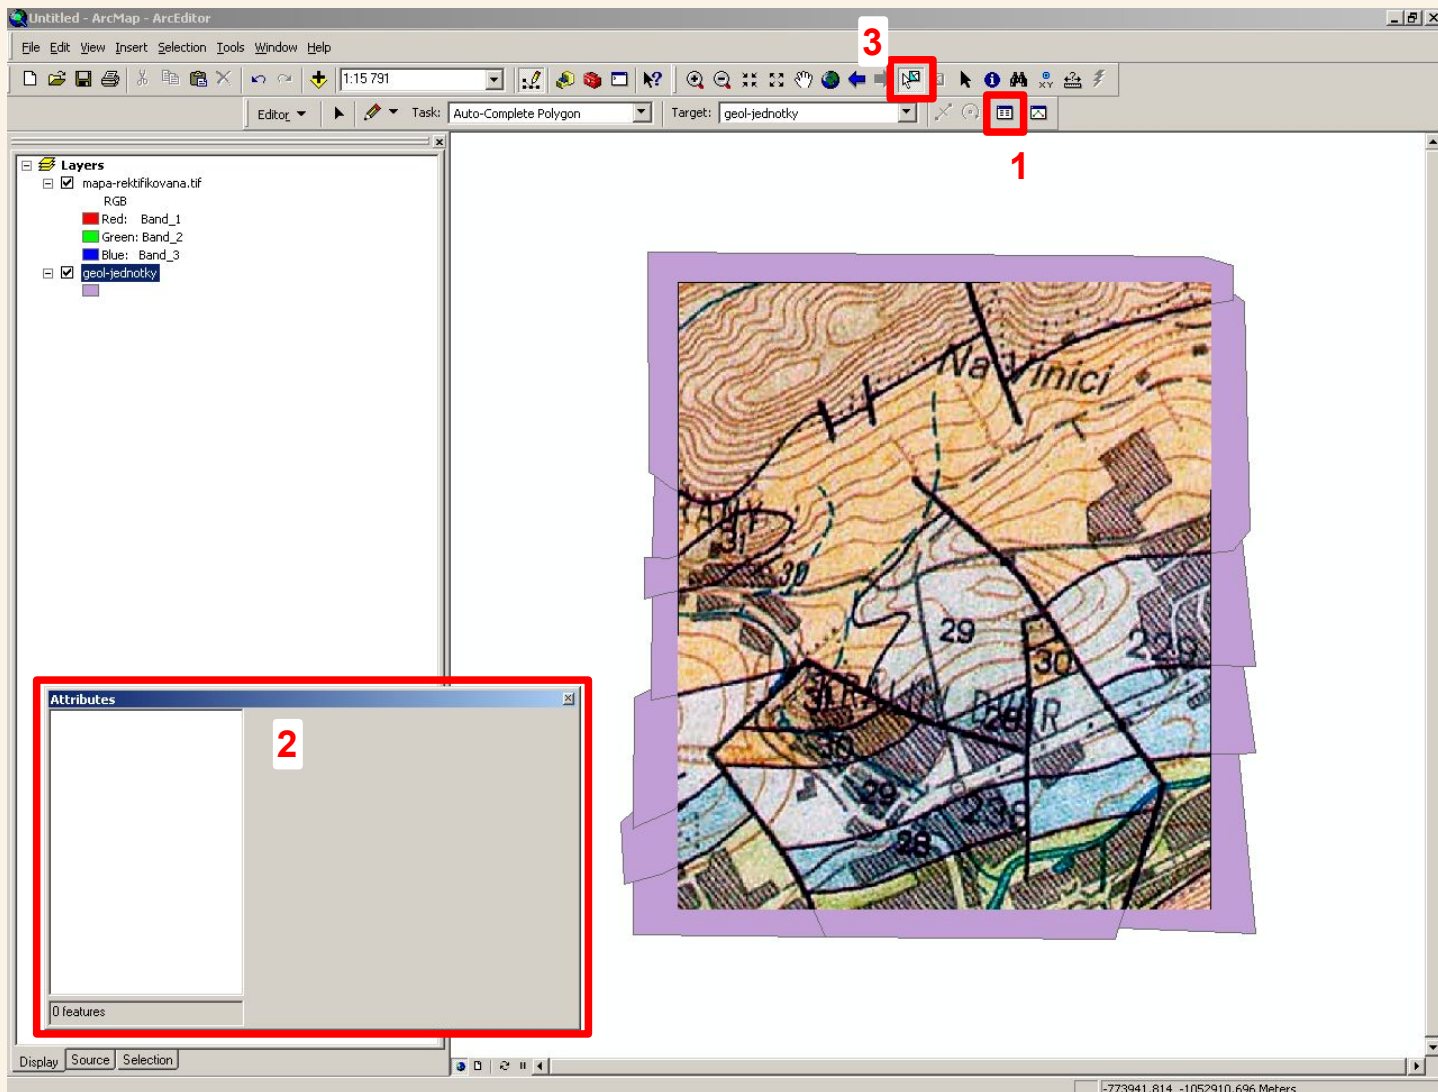 Untitled - ArcMap - ArcEditor
3
File Edit View Insert Selection Tools Window Help
1:15 791
Editor Task: Auto-Complete Polygon Target: geol-jednotky
1
Layers
mapa-rektifikovana.tif
RGB
Red: Band_1
Green: Band_2
Blue: Band_3
geol-jednotky
Na Vinici
31
30
29
30
229
31
30
29
28
Attributes
2
0 features
Display Source Selection
-773941,814 -1052910,696 Meters